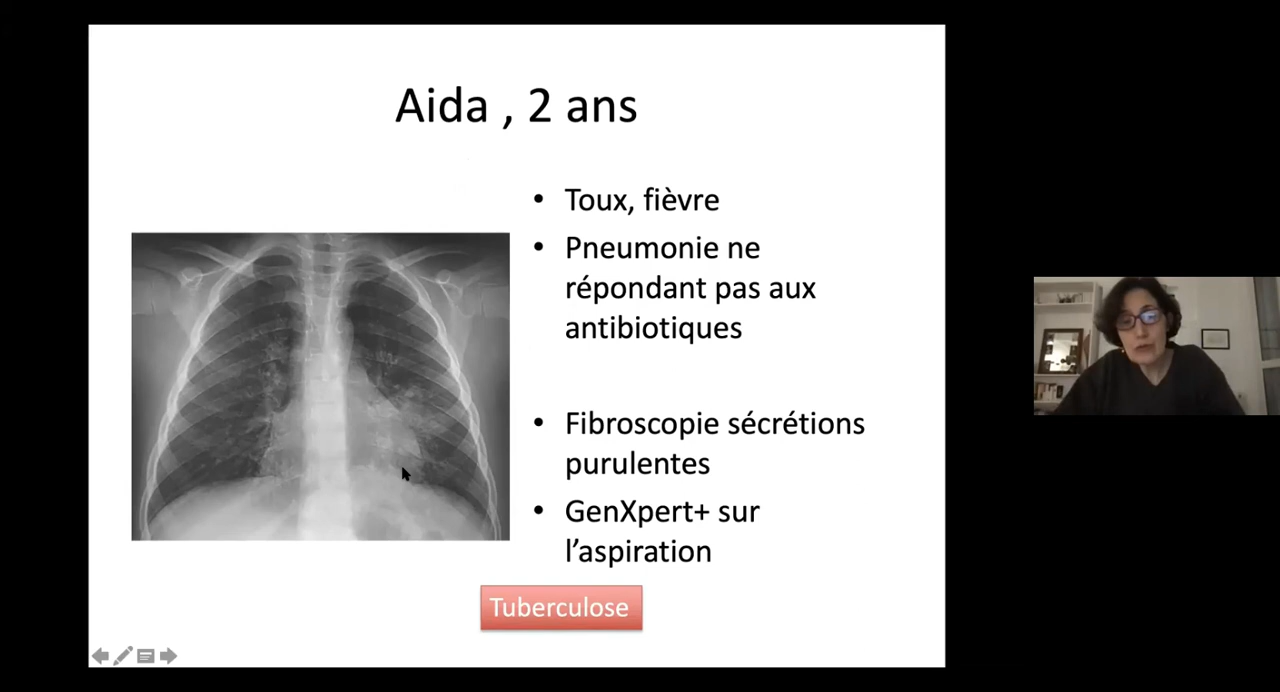 Aida , 2 ans
• Toux, fièvre
• Pneumonie ne
répondant pas aux
antibiotiques
• Fibroscopie sécrétions
purulentes
• GenXpert+ sur
l’aspiration
Tuberculose